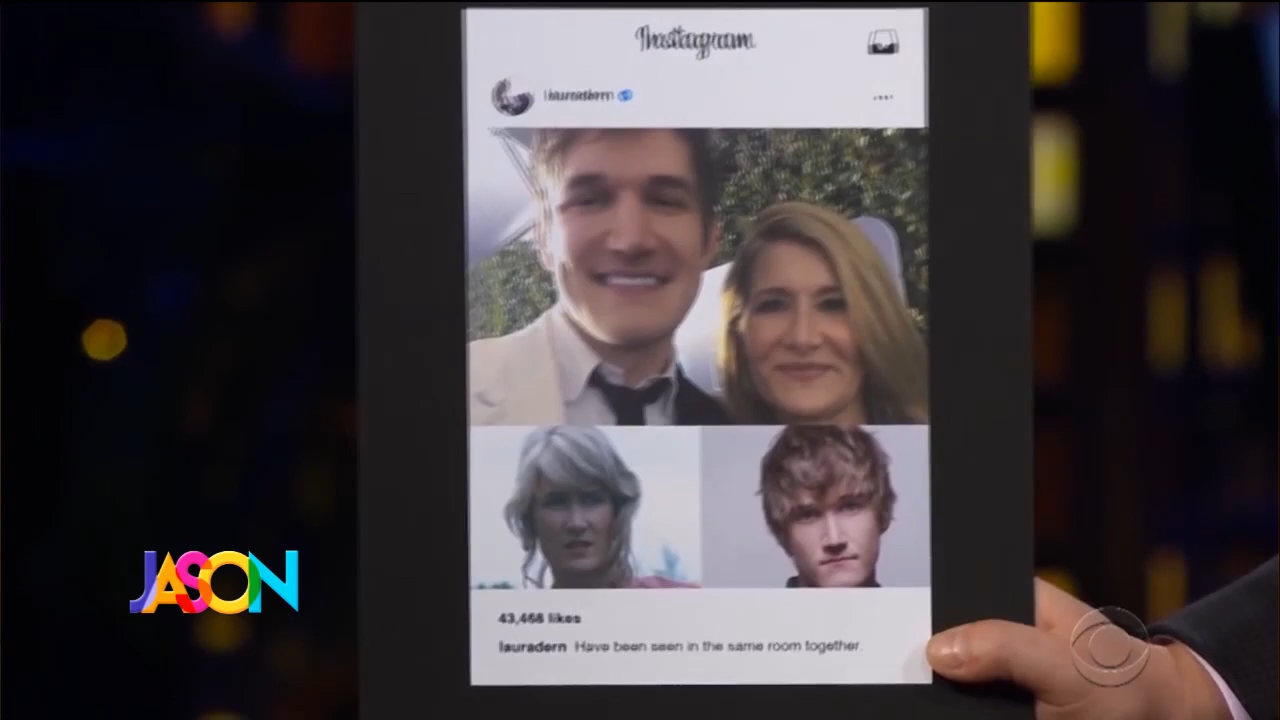 Instagram
lauradern
43,468 likes
lauradern Have been seen in the same room together.
JASON